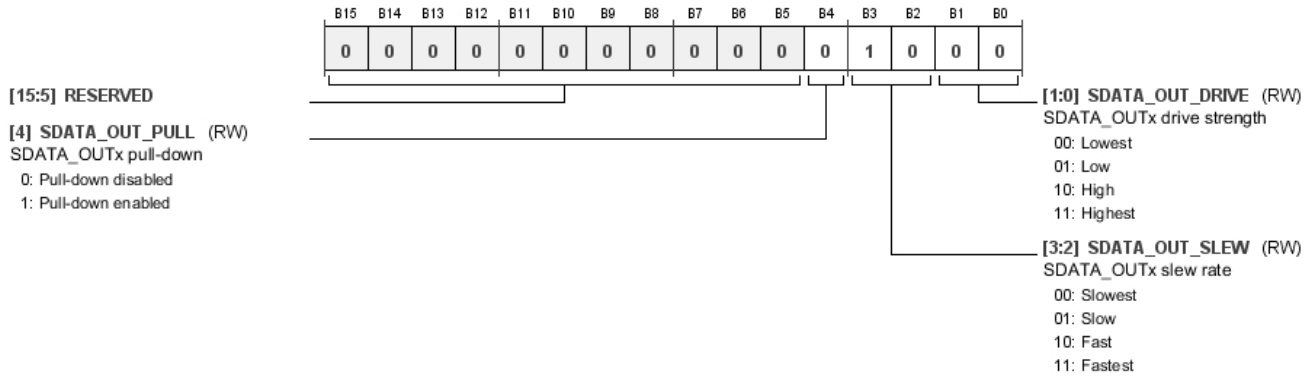 B15 B14 B13 B12 B11 B10 B9 B8 B7 B6 B5 B4 B3 B2 B1 B0
0 0 0 0 0 0 0 0 0 0 0 0 1 0 0 0
[15:5] RESERVED
[4] SDATA_OUT_PULL (RW)
SDATA_OUTx pull-down
0: Pull-down disabled
1: Pull-down enabled
[1:0] SDATA_OUT_DRIVE (RW)
SDATA_OUTx drive strength
00: Lowest
01: Low
10: High
11: Highest
[3:2] SDATA_OUT_SLEW (RW)
SDATA_OUTx slew rate
00: Slowest
01: Slow
10: Fast
11: Fastest